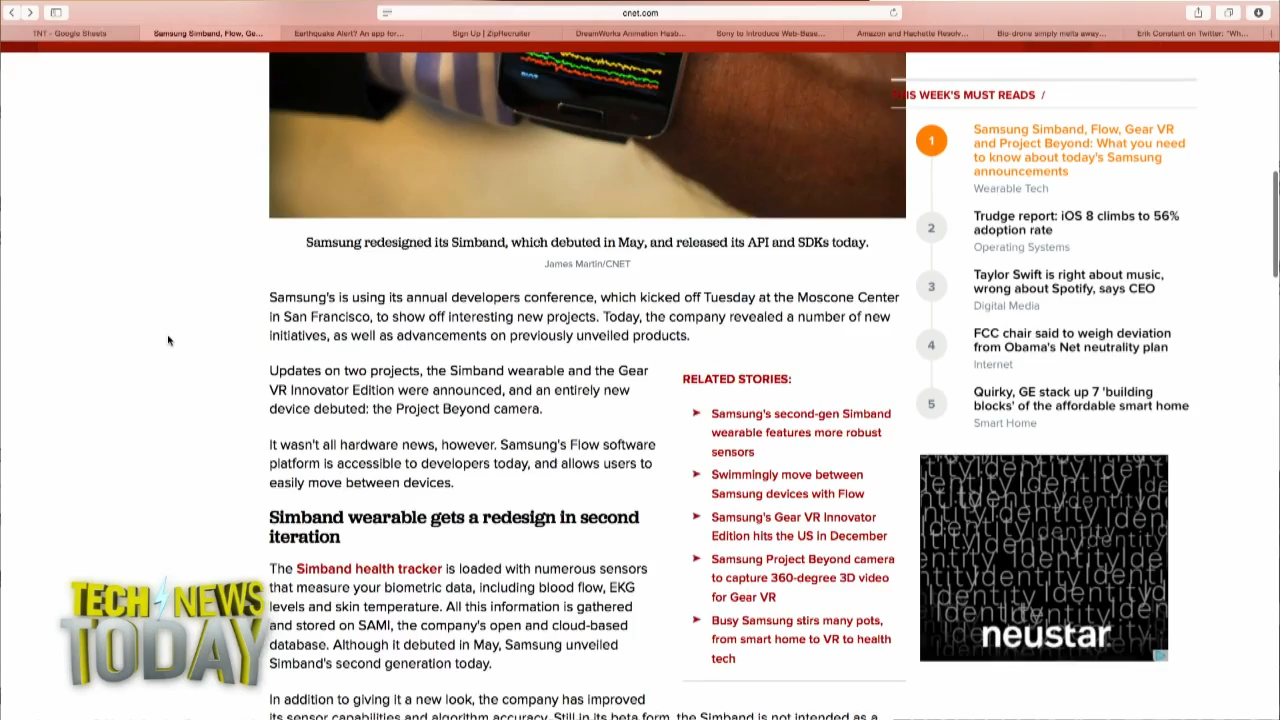 cnet.com
TNT - Google Sheets
Samsung Simband, Flow, Ge...
Earthquake Alert? An app for...
Sign Up | ZipRecruiter
DreamWorks Animation Hasb...
Sony to Introduce Web-Base...
Amazon and Hachette Resolv...
Bio-drone simply melts away...
Erik Constant on Twitter: "Wh...
Samsung redesigned its Simband, which debuted in May, and released its API and SDKs today.
James Martin/CNET
Samsung's is using its annual developers conference, which kicked off Tuesday at the Moscone Center
in San Francisco, to show off interesting new projects. Today, the company revealed a number of new
initiatives, as well as advancements on previously unveiled products.
Updates on two projects, the Simband wearable and the Gear
VR Innovator Edition were announced, and an entirely new
device debuted: the Project Beyond camera.
It wasn't all hardware news, however. Samsung's Flow software
platform is accessible to developers today, and allows users to
easily move between devices.
Simband wearable gets a redesign in second
iteration
The Simband health tracker is loaded with numerous sensors
that measure your biometric data, including blood flow, EKG
levels and skin temperature. All this information is gathered
and stored on SAMI, the company's open and cloud-based
database. Although it debuted in May, Samsung unveiled
Simband's second generation today.
In addition to giving it a new look, the company has improved
its sensor capabilities and algorithm accuracy. Still in its beta form, the Simband is not intended as a
RELATED STORIES:
Samsung's second-gen Simband
wearable features more robust
sensors
Swimmingly move between
Samsung devices with Flow
Samsung's Gear VR Innovator
Edition hits the US in December
Samsung Project Beyond camera
to capture 360-degree 3D video
for Gear VR
Busy Samsung stirs many pots,
from smart home to VR to health
tech
THIS WEEK'S MUST READS /
1
Samsung Simband, Flow, Gear VR
and Project Beyond: What you need
to know about today's Samsung
announcements
Wearable Tech
2
Trudge report: iOS 8 climbs to 56%
adoption rate
Operating Systems
3
Taylor Swift is right about music,
wrong about Spotify, says CEO
Digital Media
4
FCC chair said to weigh deviation
from Obama's Net neutrality plan
Internet
5
Quirky, GE stack up 7 'building
blocks' of the affordable smart home
Smart Home
neustar
TECH NEWS
TODAY